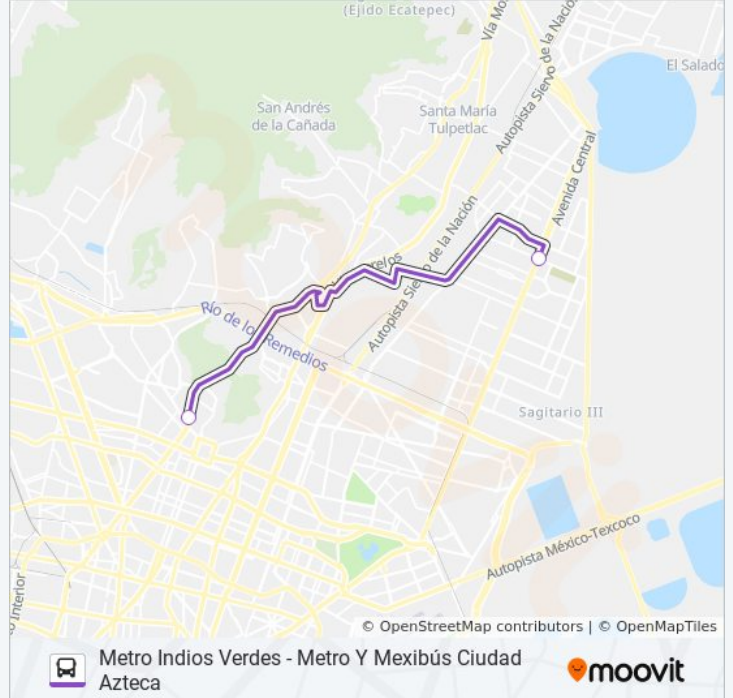 (Ejido Ecatepec)
Vía Mo
Autopista Siervo de la Nación
El Salado
San Andrés
de la Cañada
Santa María
Tulpetlac
Avenida Central
relos
Autopista Siervo de la Nación
Río de los Remedios
Sagitario III
Autopista México-Texcoco
o Interior
© OpenStreetMap contributors | © OpenMapTiles
Metro Indios Verdes - Metro Y Mexibús Ciudad
Azteca
moovit